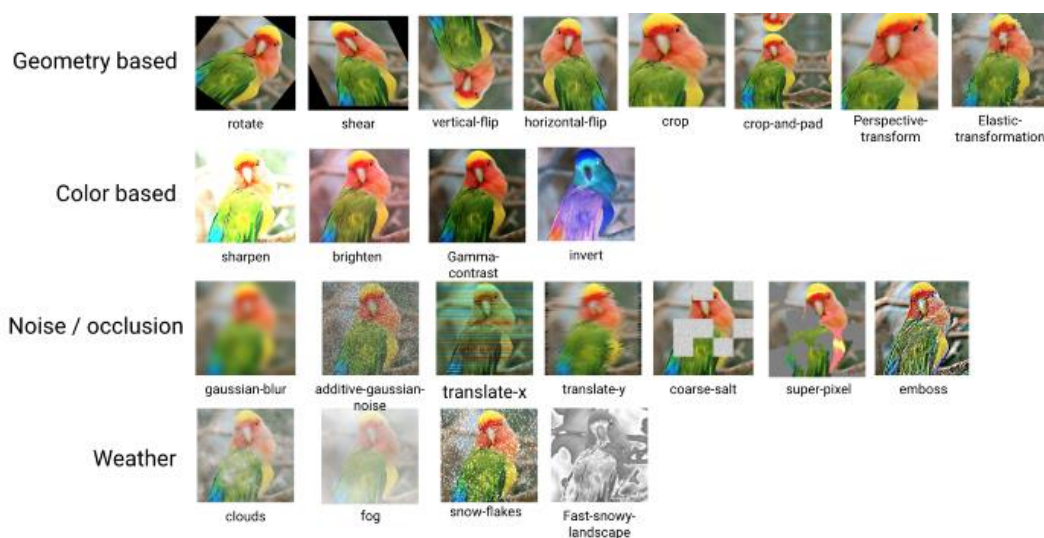 Geometry based
rotate
shear
vertical-flip
horizontal-flip
crop
crop-and-pad
Perspective-
transform
Elastic-
transformation
Color based
sharpen
brighten
Gamma-
contrast
invert
Noise / occlusion
gaussian-blur
additive-gaussian-
noise
translate-x
translate-y
coarse-salt
super-pixel
emboss
Weather
clouds
fog
snow-flakes
Fast-snowy-
landscape